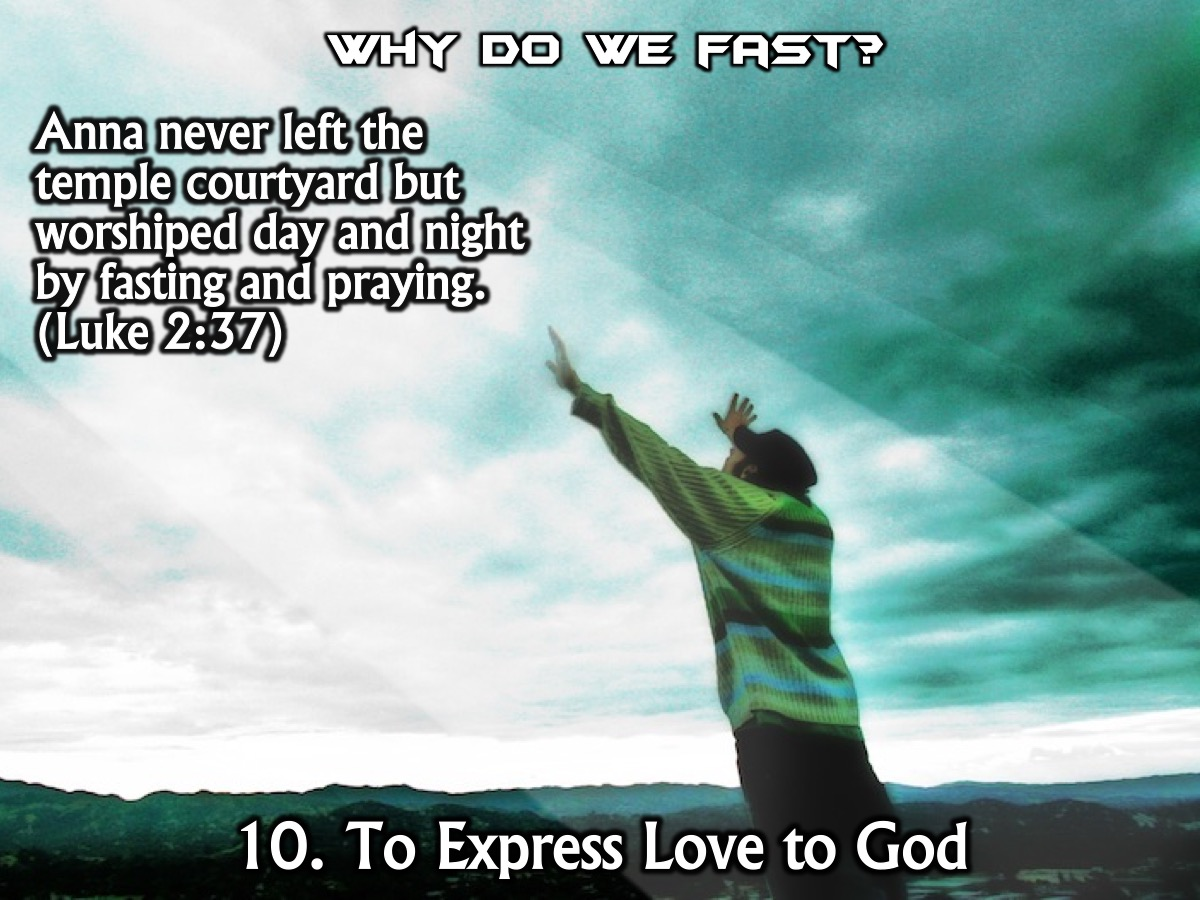 WHY DO WE FAST?
Anna never left the
temple courtyard but
worshiped day and night
by fasting and praying.
(Luke 2:37)
10. To Express Love to God